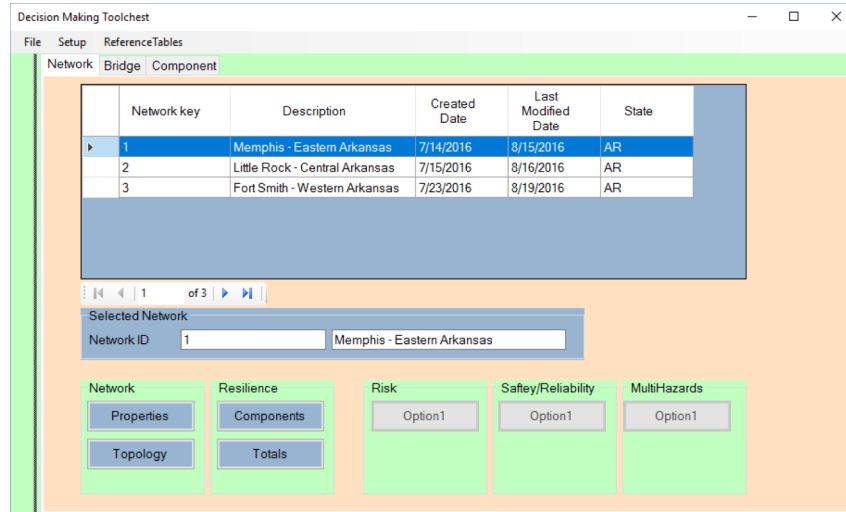 Decision Making Toolchest
File Setup ReferenceTables
Network Bridge Component
Network key Description Created Date Last Modified Date State
1 Memphis - Eastern Arkansas 7/14/2016 8/15/2016 AR
2 Little Rock - Central Arkansas 7/15/2016 8/16/2016 AR
3 Fort Smith - Western Arkansas 7/23/2016 8/19/2016 AR
1 of 3
Selected Network
Network ID 1 Memphis - Eastern Arkansas
Network Resilience Risk Saftey/Reliability MultiHazards
Properties Components Option1 Option1 Option1
Topology Totals